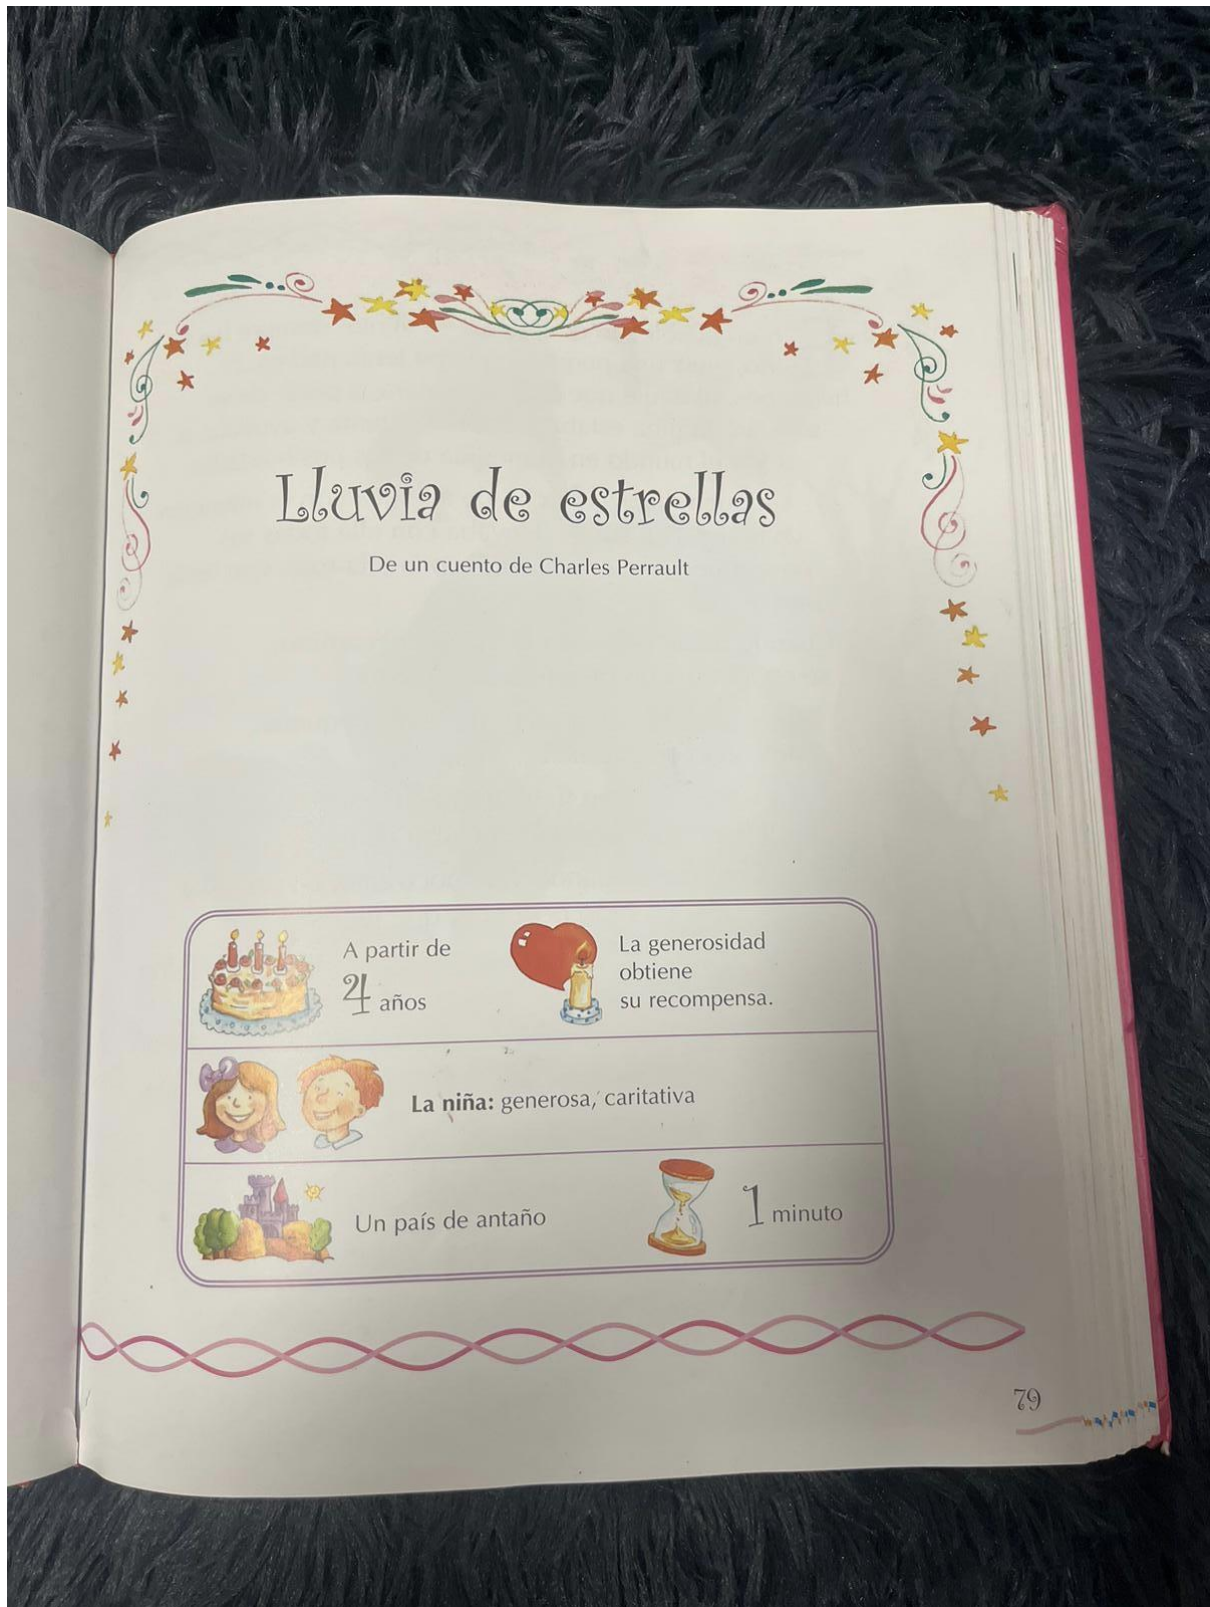 Lluvia de estrellas
De un cuento de Charles Perrault
A partir de
4 años
La generosidad
obtiene
su recompensa.
La niña: generosa, caritativa
Un país de antaño
1 minuto
79